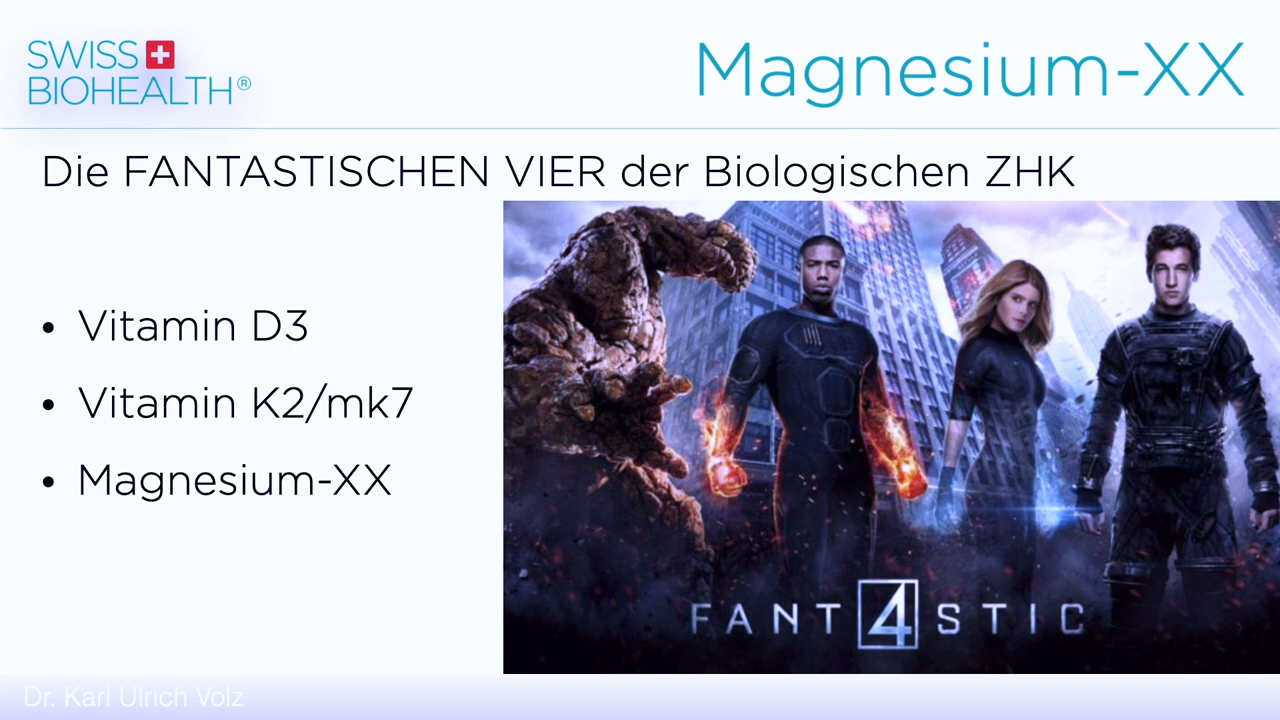 SWISS
BIOHEALTH®
Magnesium-XX
Die FANTASTISCHEN VIER der Biologischen ZHK
• Vitamin D3
• Vitamin K2/mk7
• Magnesium-XX
FANT4STIC
Dr. Karl Ulrich Volz